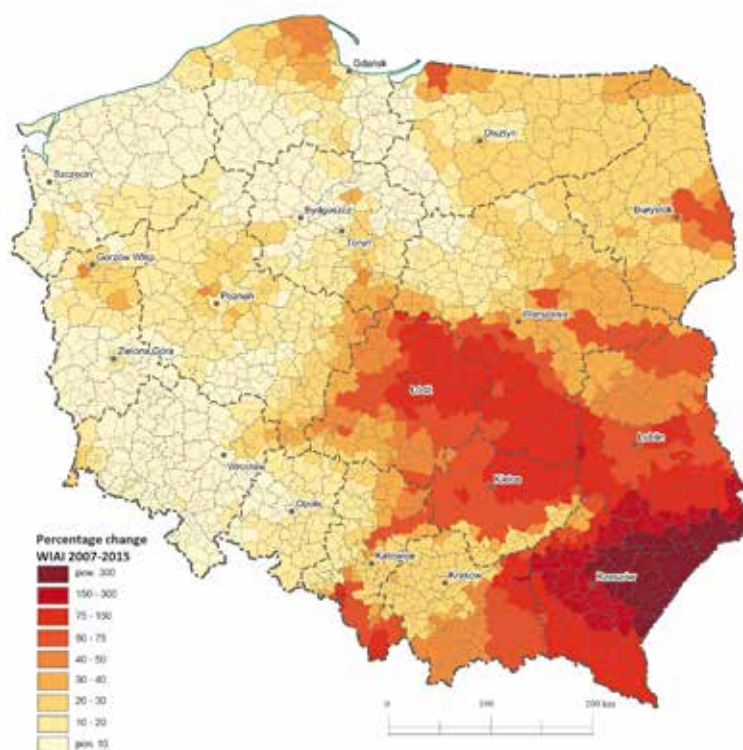 Gdańsk
Olsztyn
Szczecin
Bydgoszcz
Białystok
Toruń
Gorzów Wlkp.
Poznań
Warszawa
Zielona Góra
Łódź
Lublin
Wrocław
Kielce
Opole
Percentage change
WIAI 2007-2015
pow. 300
150 - 300
75 - 150
50 - 40
40 - 50
30 - 40
20 - 30
10 - 20
pon. 10
Katowice
Kraków
Rzeszów
0 100 200 km